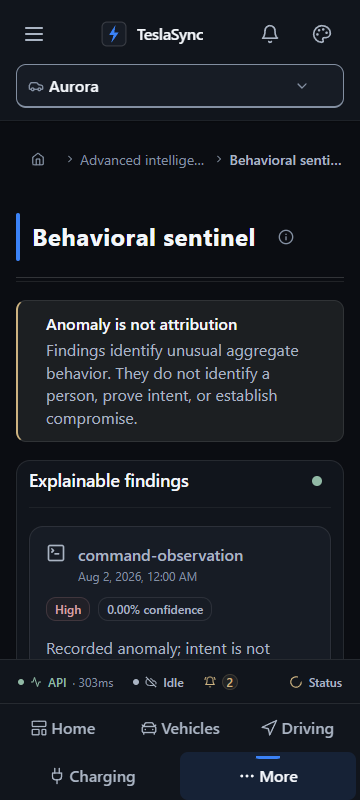 TeslaSync
Aurora
Advanced intellige... Behavioral senti...
Behavioral sentinel
Anomaly is not attribution
Findings identify unusual aggregate
behavior. They do not identify a
person, prove intent, or establish
compromise.
Explainable findings
command-observation
Aug 2, 2026, 12:00 AM
High 0.00% confidence
Recorded anomaly; intent is not
API · 303ms Idle 2 Status
Home Vehicles Driving
Charging More